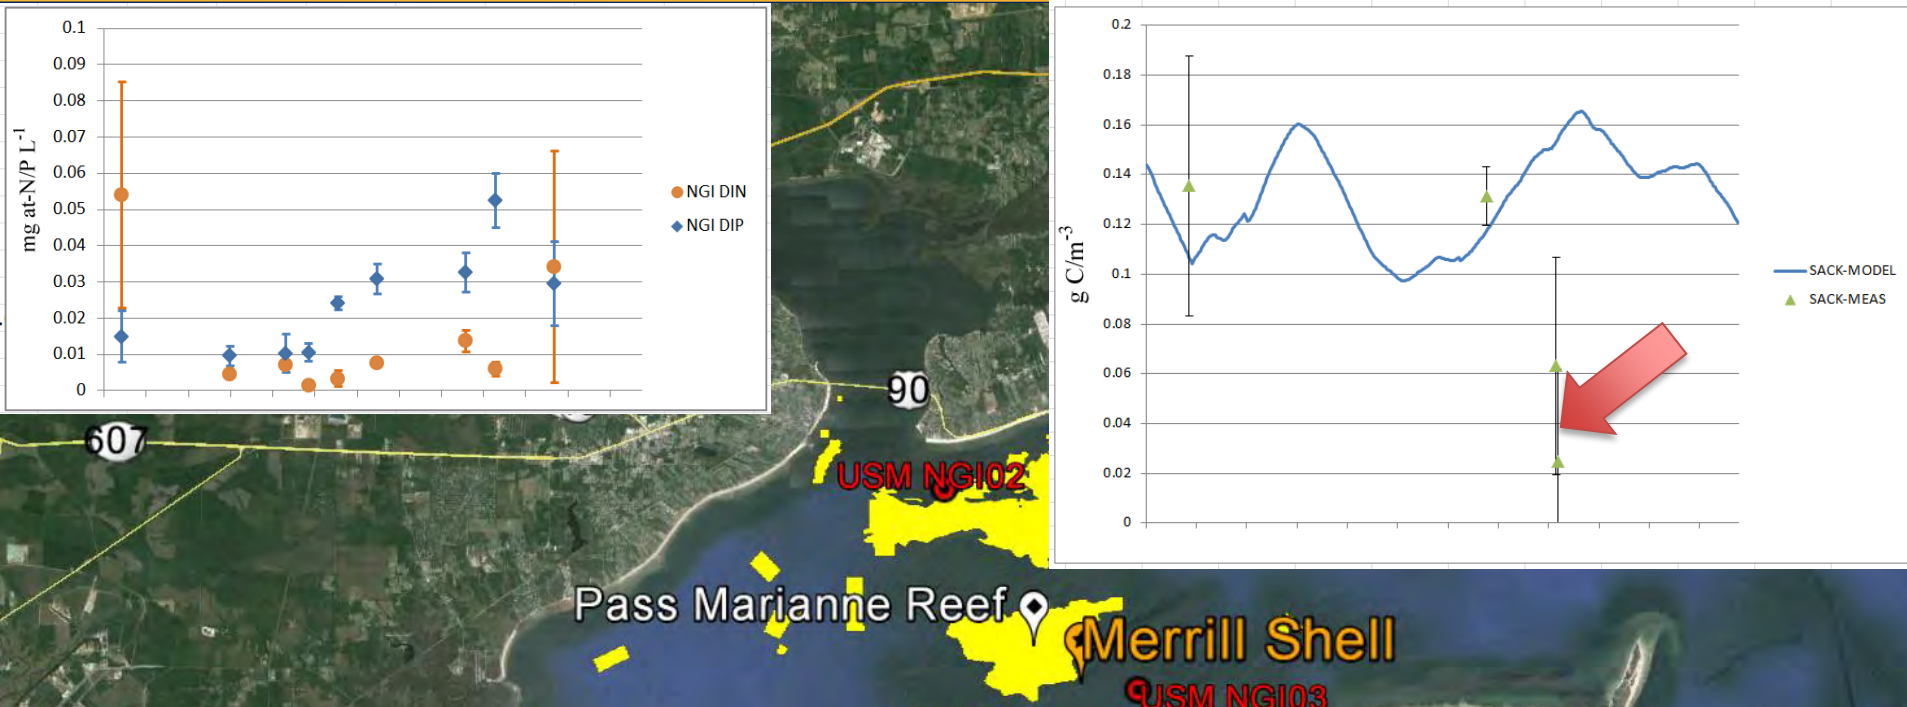 0.1
0.09
0.08
0.07
0.06
0.05
0.04
0.03
0.02
0.01
0
mg at-N/P L-1
NGI DIN
NGI DIP
0.2
0.18
0.16
0.14
0.12
0.1
0.08
0.06
0.04
0.02
0
g C/m-3
SACK-MODEL
SACK-MEAS
90
607
USM NGI02
Pass Marianne Reef
Merrill Shell
USM NGI03